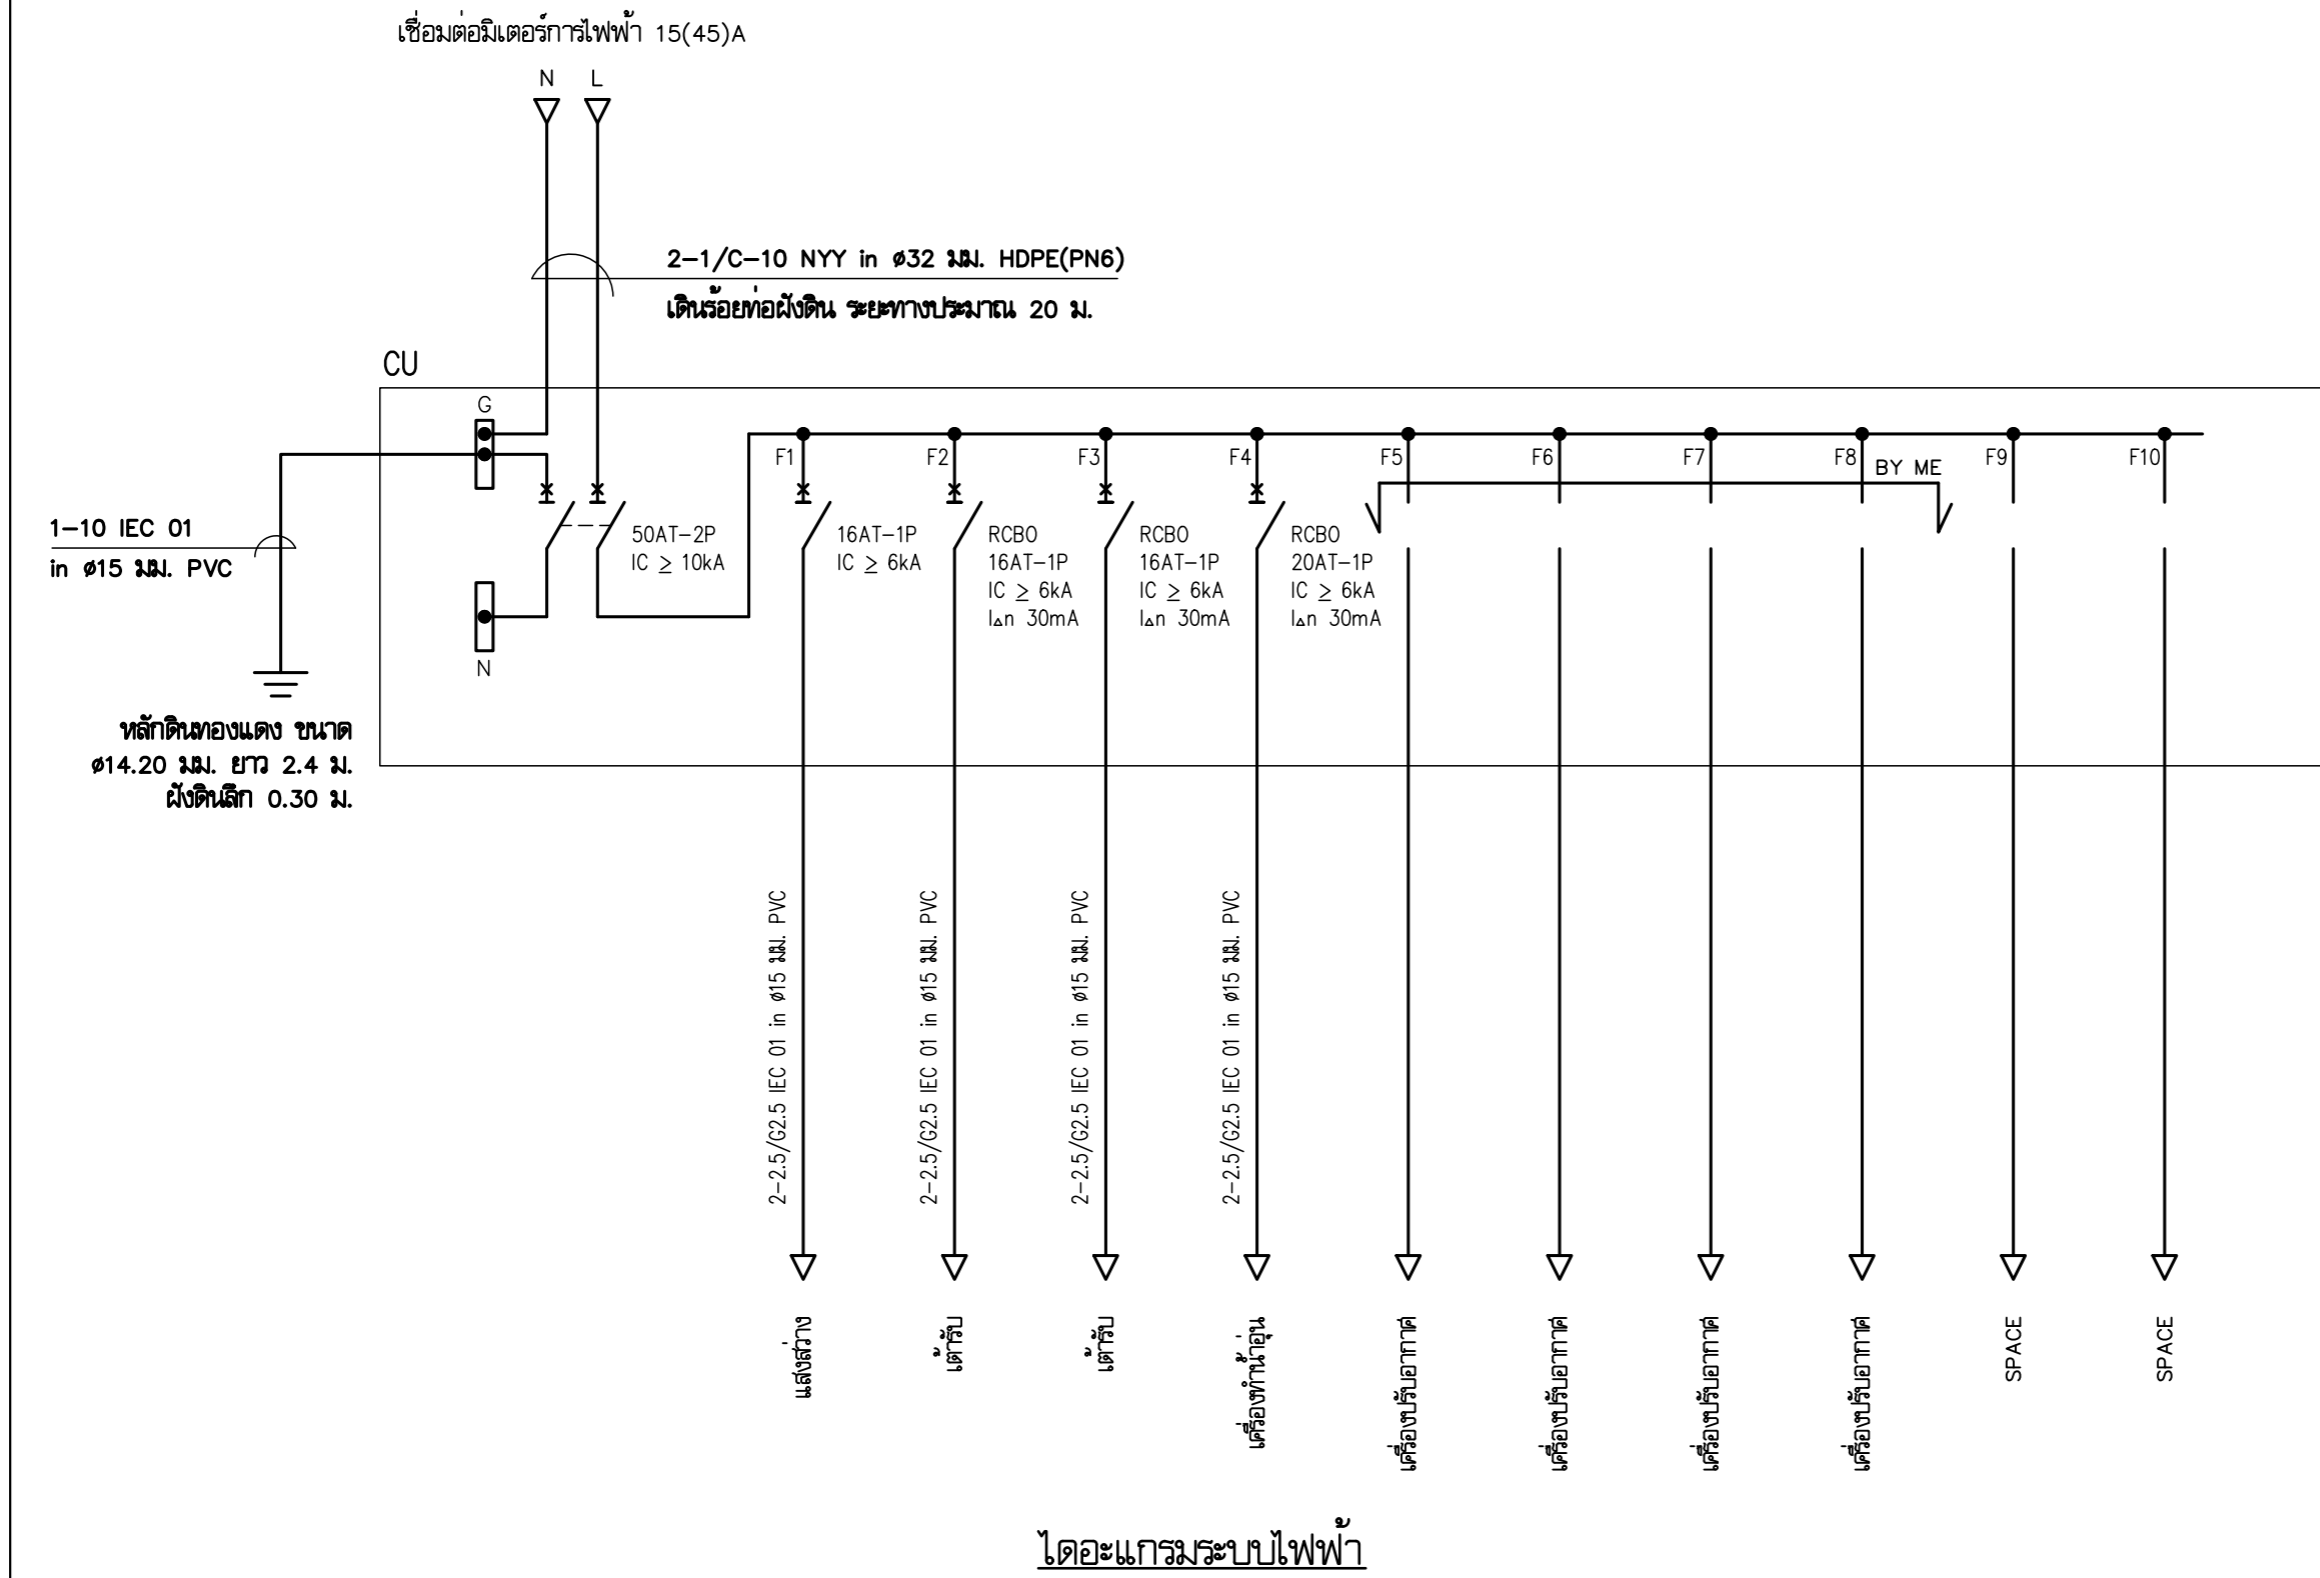 เชื่อมต่อมิเตอร์การไฟฟ้า 15(45)A
N L
2-1/C-10 NYY in ø32 มม. HDPE(PN6)
เดินร้อยท่อฝังดิน ระยะทางประมาณ 20 ม.
CU
G
F1 F2 F3 F4 F5 F6 F7 F8 BY ME F9 F10
1-10 IEC 01
in ø15 มม. PVC
50AT-2P
IC ≥ 10kA
16AT-1P
IC ≥ 6kA
RCBO
16AT-1P
IC ≥ 6kA
I△n 30mA
RCBO
16AT-1P
IC ≥ 6kA
I△n 30mA
RCBO
20AT-1P
IC ≥ 6kA
I△n 30mA
N
หลักดินทองแดง ขนาด
ø14.20 มม. ยาว 2.4 ม.
ฝังดินลึก 0.30 ม.
2-2.5/G2.5 IEC 01 in ø15 มม. PVC
2-2.5/G2.5 IEC 01 in ø15 มม. PVC
2-2.5/G2.5 IEC 01 in ø15 มม. PVC
2-2.5/G2.5 IEC 01 in ø15 มม. PVC
แสงสว่าง
เต้ารับ
เต้ารับ
เครื่องทำน้ำอุ่น
เครื่องปรับอากาศ
เครื่องปรับอากาศ
เครื่องปรับอากาศ
เครื่องปรับอากาศ
SPACE
SPACE
ไดอะแกรมระบบไฟฟ้า